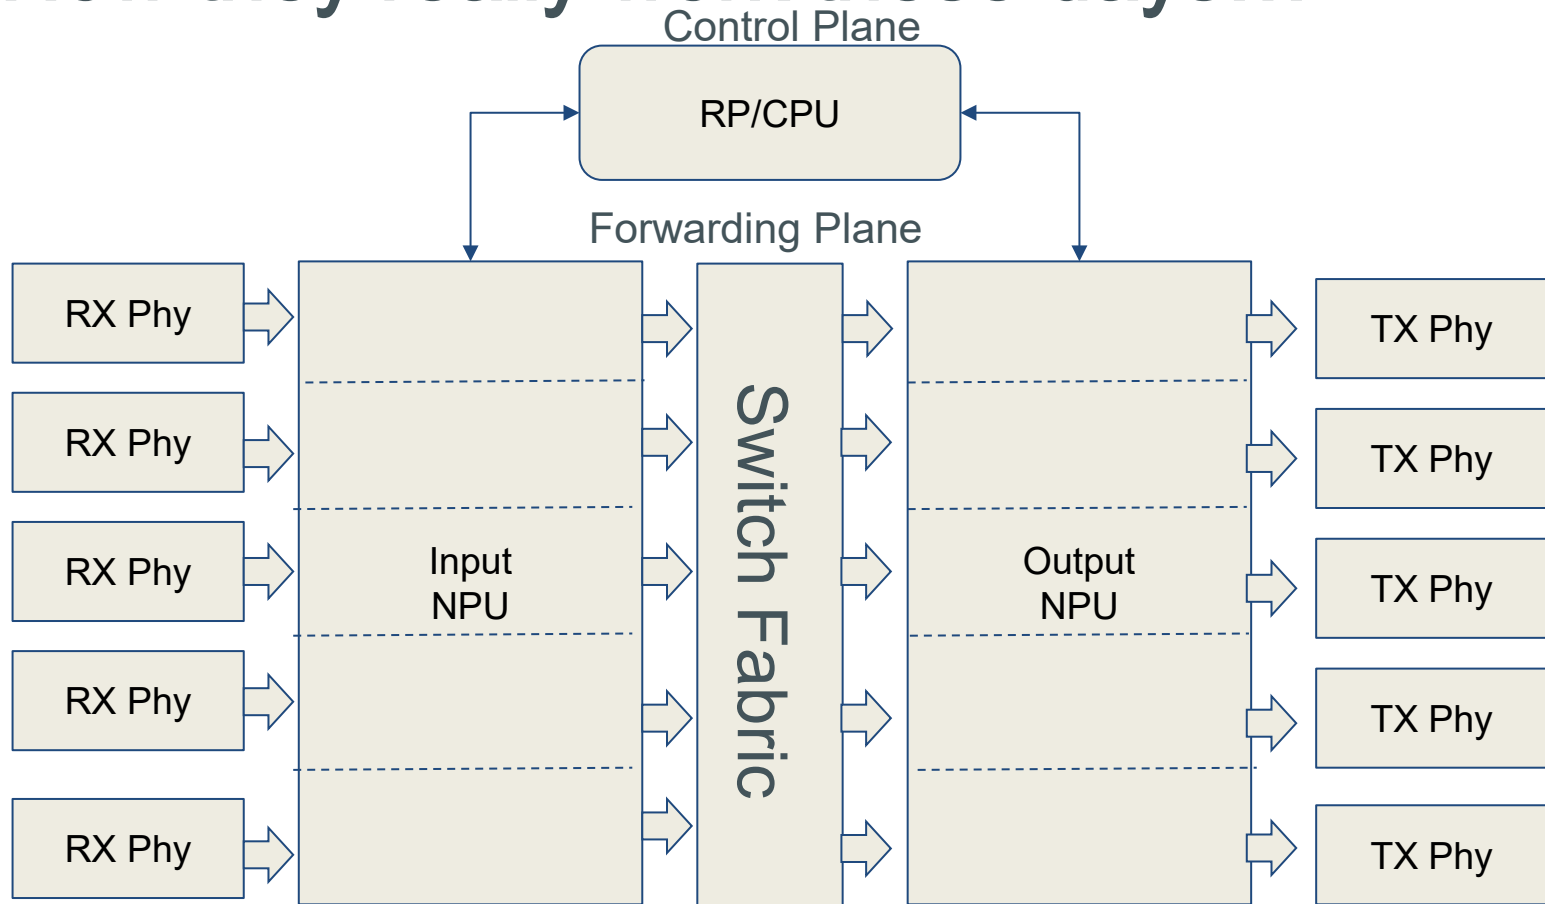 Control Plane
RP/CPU
Forwarding Plane
RX Phy
RX Phy
RX Phy
RX Phy
RX Phy
Input
NPU
Switch Fabric
Output
NPU
TX Phy
TX Phy
TX Phy
TX Phy
TX Phy